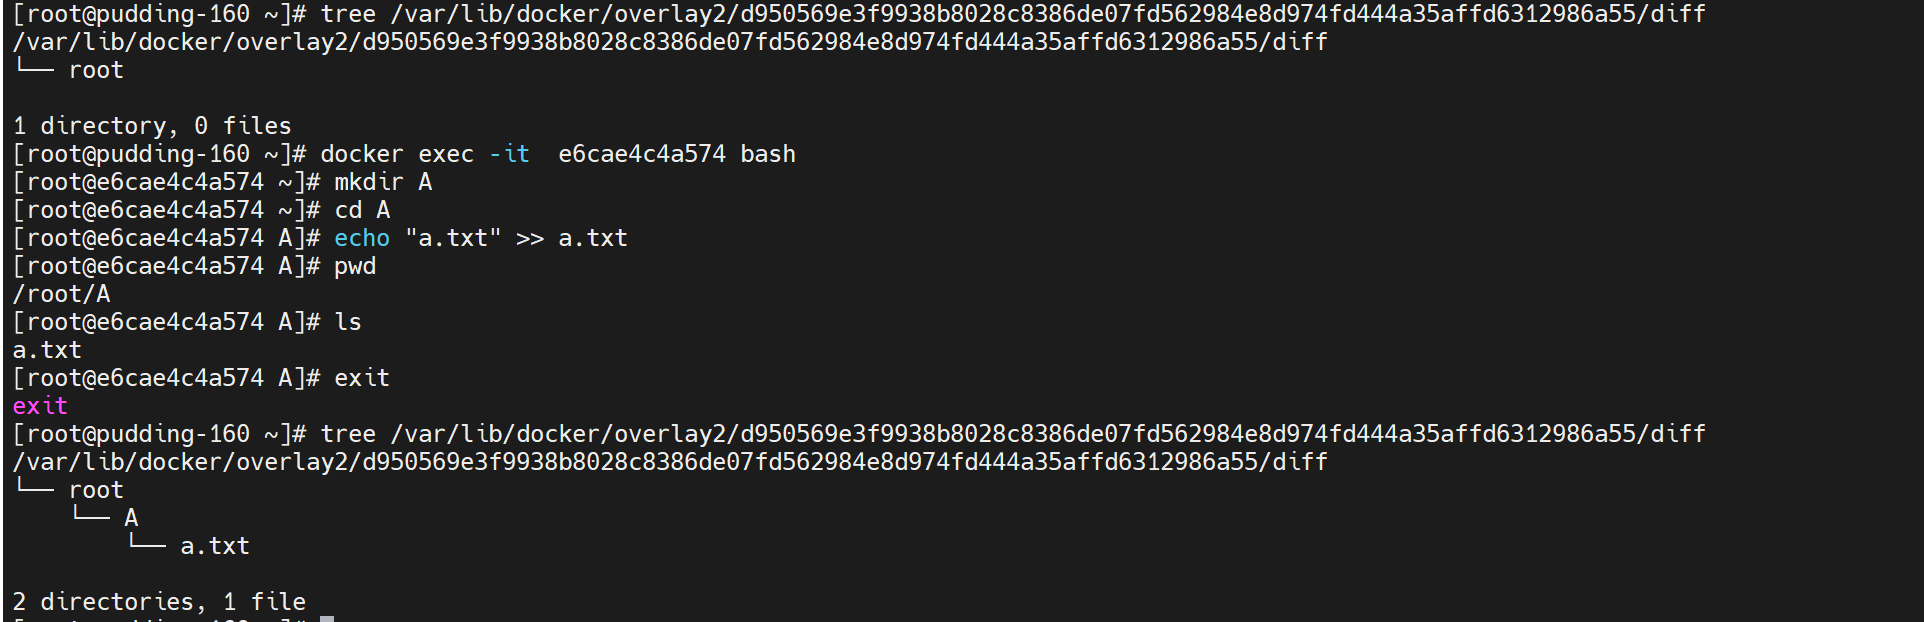 [root@pudding-160 ~]# tree /var/lib/docker/overlay2/d950569e3f9938b8028c8386de07fd562984e8d974fd444a35affd6312986a55/diff
/var/lib/docker/overlay2/d950569e3f9938b8028c8386de07fd562984e8d974fd444a35affd6312986a55/diff
└── root
1 directory, 0 files
[root@pudding-160 ~]# docker exec -it  e6cae4c4a574 bash
[root@e6cae4c4a574 ~]# mkdir A
[root@e6cae4c4a574 ~]# cd A
[root@e6cae4c4a574 A]# echo "a.txt" >> a.txt
[root@e6cae4c4a574 A]# pwd
/root/A
[root@e6cae4c4a574 A]# ls
a.txt
[root@e6cae4c4a574 A]# exit
exit
[root@pudding-160 ~]# tree /var/lib/docker/overlay2/d950569e3f9938b8028c8386de07fd562984e8d974fd444a35affd6312986a55/diff
/var/lib/docker/overlay2/d950569e3f9938b8028c8386de07fd562984e8d974fd444a35affd6312986a55/diff
└── root
    └── A
        └── a.txt
2 directories, 1 file